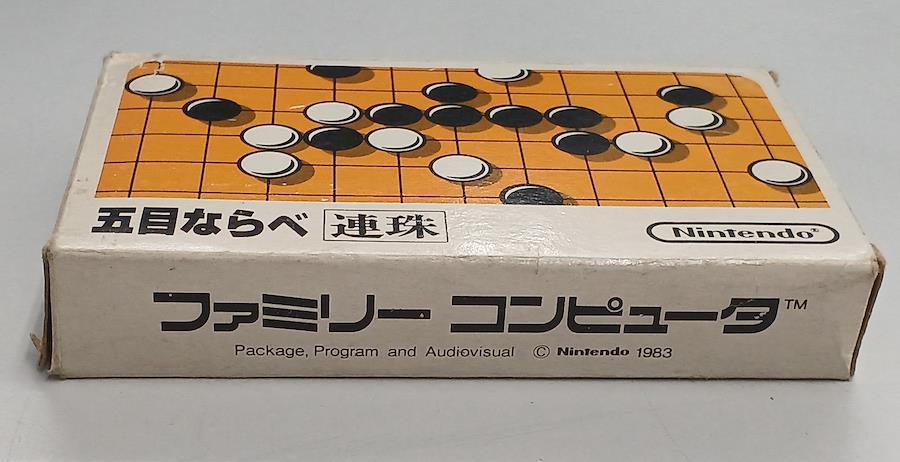 五目ならべ 連珠 Nintendo®
ファミリー コンピュータ™
Package, Program and Audiovisual © Nintendo 1983